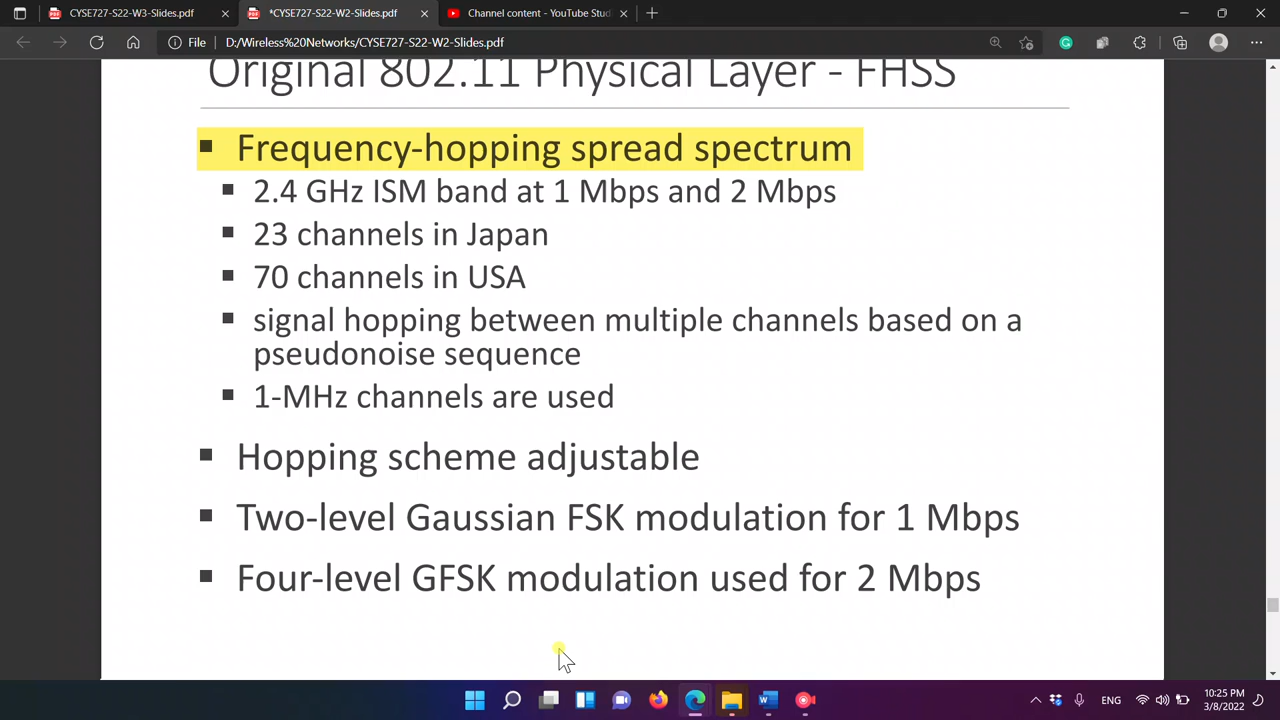 CYSE727-S22-W3-Slides.pdf
*CYSE727-S22-W2-Slides.pdf
Channel content - YouTube Stud
File
D:/Wireless%20Networks/CYSE727-S22-W2-Slides.pdf
Original 802.11 Physical Layer - FHSS
Frequency-hopping spread spectrum
2.4 GHz ISM band at 1 Mbps and 2 Mbps
23 channels in Japan
70 channels in USA
signal hopping between multiple channels based on a
pseudonoise sequence
1-MHz channels are used
Hopping scheme adjustable
Two-level Gaussian FSK modulation for 1 Mbps
Four-level GFSK modulation used for 2 Mbps
ENG
10:25 PM
3/8/2022